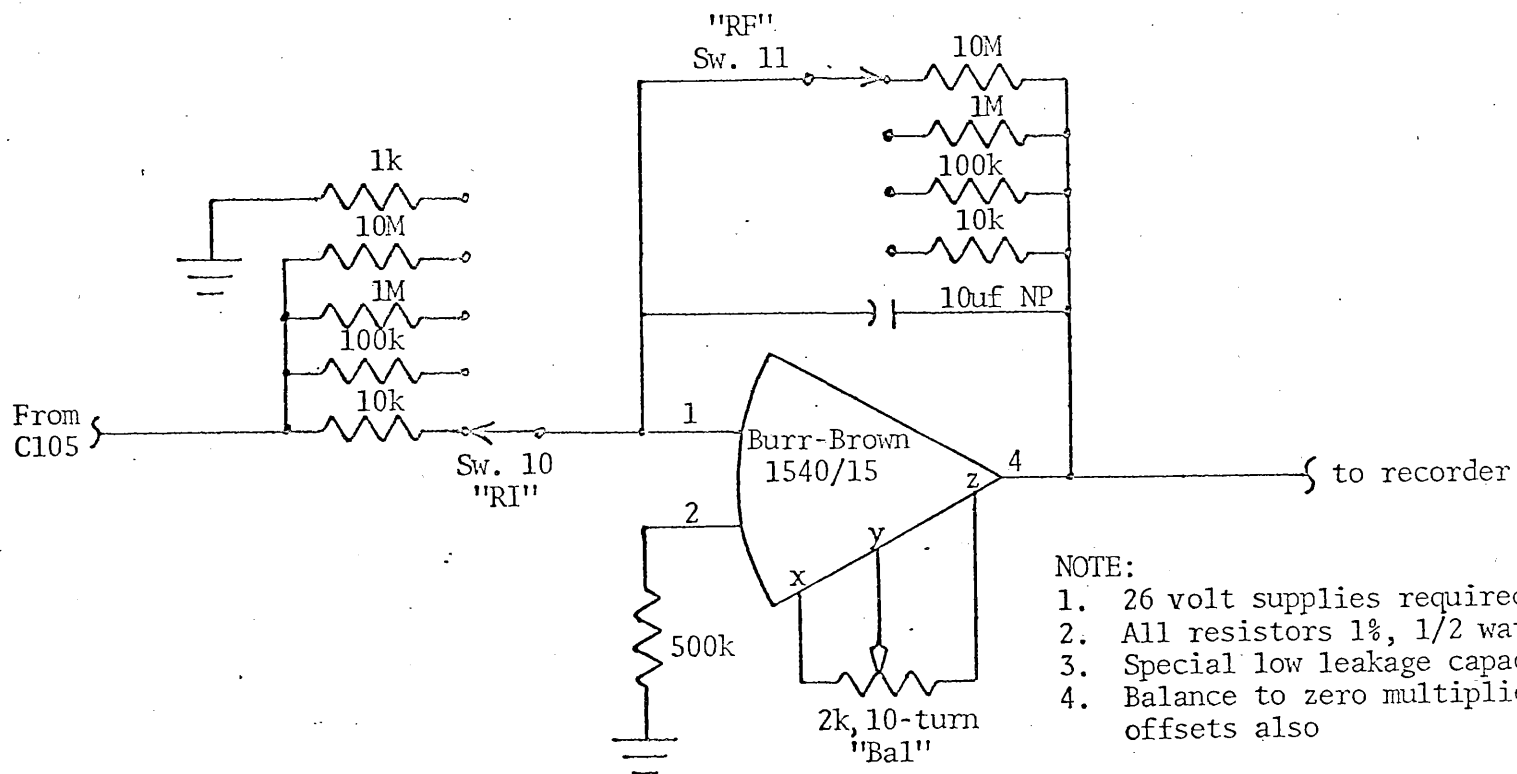 "RF"
Sw. 11
10M
1M
100k
10k
1k
10M
1M
100k
10k
10uf NP
From
C105
Sw. 10
"RI"
1
2
Burr-Brown
1540/15
4
z
y
x
to recorder
500k
2k, 10-turn
"Bal"
NOTE:
1. 26 volt supplies required
2. All resistors 1%, 1/2 wa
3. Special low leakage capa
4. Balance to zero multiplie
offsets also